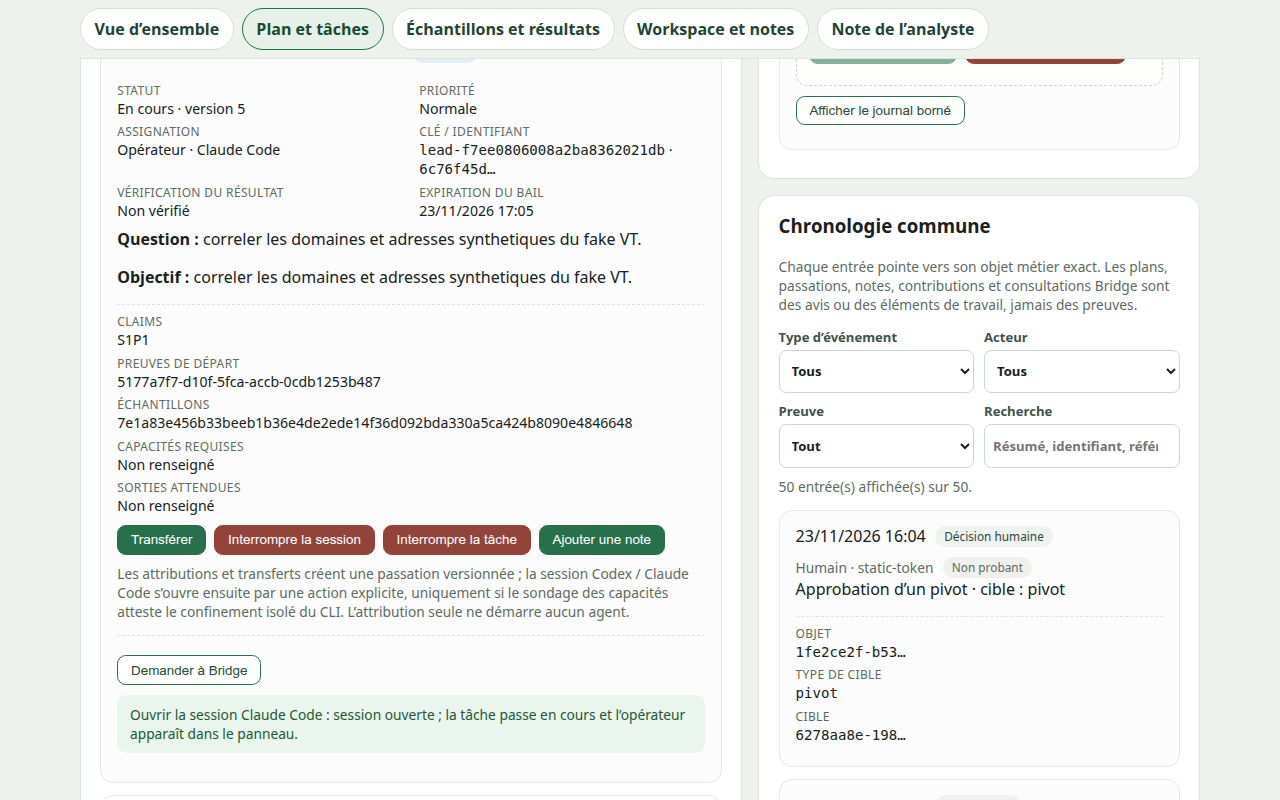 Vue d’ensemble
Plan et tâches
Échantillons et résultats
Workspace et notes
Note de l’analyste
STATUT
En cours · version 5
PRIORITÉ
Normale
ASSIGNATION
Opérateur · Claude Code
CLÉ / IDENTIFIANT
lead-f7ee0806008a2ba8362021db ·
6c76f45d…
VÉRIFICATION DU RÉSULTAT
Non vérifié
EXPIRATION DU BAIL
23/11/2026 17:05
Question : correler les domaines et adresses synthetiques du fake VT.
Objectif : correler les domaines et adresses synthetiques du fake VT.
CLAIMS
S1P1
PREUVES DE DÉPART
5177a7f7-d10f-5fca-accb-0cdb1253b487
ÉCHANTILLONS
7e1a83e456b33beeb1b36e4de2ede14f36d092bda330a5ca424b8090e4846648
CAPACITÉS REQUISES
Non renseigné
SORTIES ATTENDUES
Non renseigné
Transférer
Interrompre la session
Interrompre la tâche
Ajouter une note
Les attributions et transferts créent une passation versionnée ; la session Codex / Claude
Code s’ouvre ensuite par une action explicite, uniquement si le sondage des capacités
atteste le confinement isolé du CLI. L’attribution seule ne démarre aucun agent.
Demander à Bridge
Ouvrir la session Claude Code : session ouverte ; la tâche passe en cours et l’opérateur
apparaît dans le panneau.
Afficher le journal borné
Chronologie commune
Chaque entrée pointe vers son objet métier exact. Les plans,
passations, notes, contributions et consultations Bridge sont
des avis ou des éléments de travail, jamais des preuves.
Type d’événement
Tous
Acteur
Tous
Preuve
Tout
Recherche
Résumé, identifiant, référ
50 entrée(s) affichée(s) sur 50.
23/11/2026 16:04
Décision humaine
Humain · static-token
Non probant
Approbation d’un pivot · cible : pivot
OBJET
1fe2ce2f-b53…
TYPE DE CIBLE
pivot
CIBLE
6278aa8e-198…